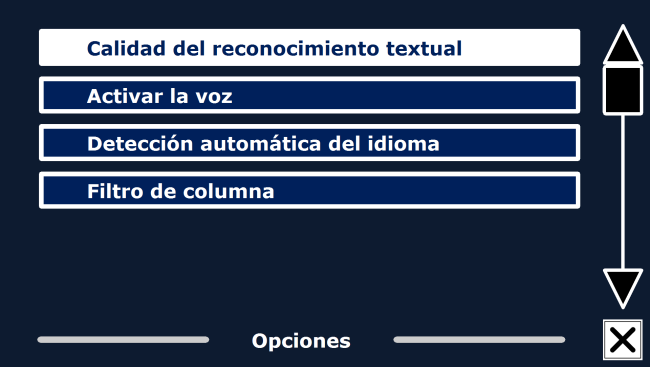 Calidad del reconocimiento textual
Activar la voz
Detección automática del idioma
Filtro de columna
Opciones